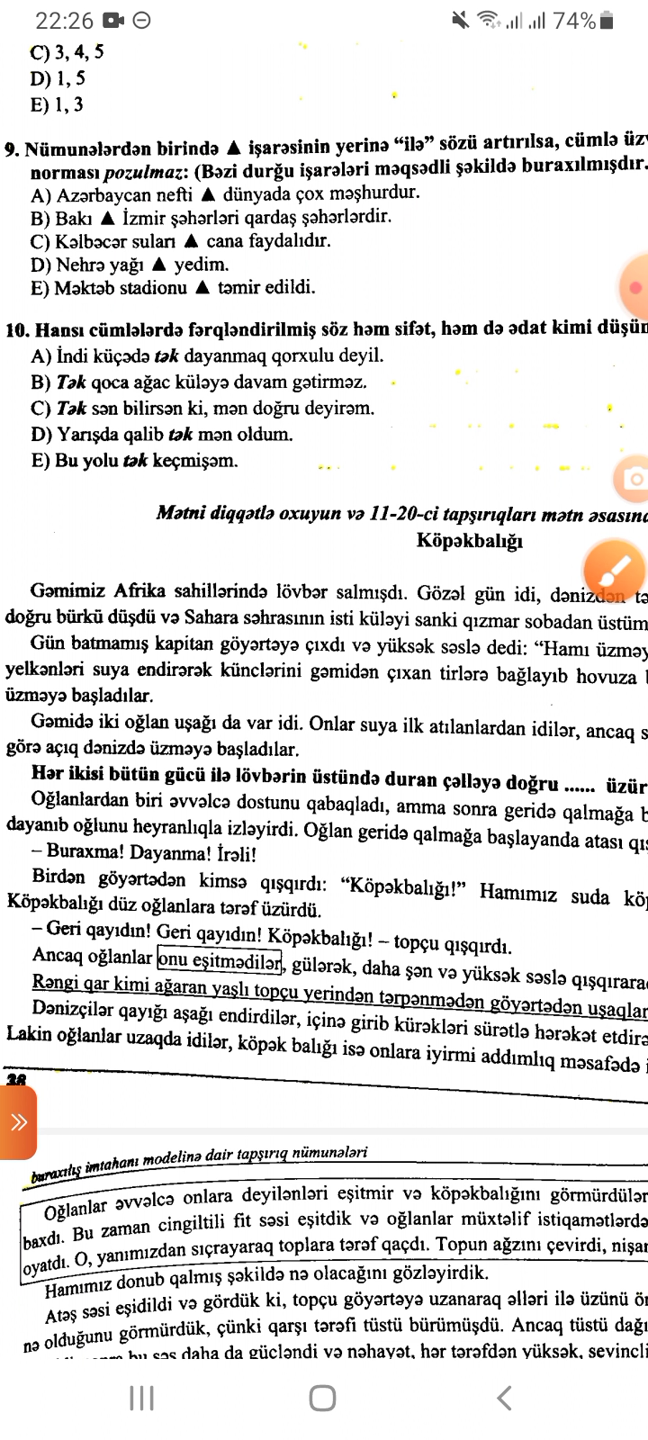 22:26
74%
C) 3, 4, 5
D) 1, 5
E) 1, 3
9. Nümunələrdən birində ▲ işarəsinin yerinə “ilə” sözü artırılsa, cümlə
norması pozulmaz: (Bəzi durğu işarələri məqsədli şəkildə buraxılmışdır.
A) Azərbaycan nefti ▲ dünyada çox məşhurdur.
B) Bakı ▲ İzmir şəhərləri qardaş şəhərlərdir.
C) Kəlbəcər suları ▲ cana faydalıdır.
D) Nehrə yağı ▲ yedim.
E) Məktəb stadionu ▲ təmir edildi.
10. Hansı cümlələrdə fərqləndirilmiş söz həm sifət, həm də ədat kimi
A) İndi küçədə tək dayanmaq qorxulu deyil.
B) Tək qoca ağac küləyə davam gətirməz.
C) Tək sən bilirsən ki, mən doğru deyirəm.
D) Yarışda qalib tək mən oldum.
E) Bu yolu tək keçmişəm.
Mətni diqqətlə oxuyun və 11-20-ci tapşırıqları mətn
Köpəkbalığı
Gəmimiz Afrika sahillərində lövbər salmışdı. Gözəl gün idi,
doğru bürkü düşdü və Sahara səhrasının isti küləyi sanki qızmar sobadan
Gün batmamış kapitan göyərtəyə çıxdı və yüksək səslə dedi: “Hamı
yelkənləri suya endirərək künclərini gəmidən çıxan tirlərə bağlayıb hovuza
üzməyə başladılar.
Gəmidə iki oğlan uşağı da var idi. Onlar suya ilk atılanlardan idilər, ancaq
görə açıq dənizdə üzməyə başladılar.
Hər ikisi bütün gücü ilə lövbərin üstündə duran çəlləyə doğru ......
Oğlanlardan biri əvvəlcə dostunu qabaqladı, amma sonra geridə qalmağa
dayanıb oğlunu heyranlıqla izləyirdi. Oğlan geridə qalmağa başlayanda atası
– Buraxma! Dayanma! İrəli!
Birdən göyərtədən kimsə qışqırdı: “Köpəkbalığı!” Hamımız suda
Köpəkbalığı düz oğlanlara tərəf üzürdü.
– Geri qayıdın! Geri qayıdın! Köpəkbalığı! – topçu qışqırdı.
Ancaq oğlanlar onu eşitmədilər, gülərək, daha şən və yüksək səslə
Rəngi qar kimi ağaran yaşlı topçu yerindən tərpənmədən göyərtədən
Dənizçilər qayığı aşağı endirdilər, içinə girib kürəkləri sürətlə hərəkət
Lakin oğlanlar uzaqda idilər, köpək balığı isə onlara iyirmi addımlıq məsafədə
buraxılış imtahanı modelinə dair tapşırıq nümunələri
Oğlanlar əvvəlcə onlara deyilənləri eşitmir və köpəkbalığını görmürdülər
baxdı. Bu zaman cingiltili fit səsi eşitdik və oğlanlar müxtəlif istiqamətlərdə
oyatdı. O, yanımızdan sıçrayaraq toplara tərəf qaçdı. Topun ağzını çevirdi,
Hamımız donub qalmış şəkildə nə olacağını gözləyirdik.
Atəş səsi eşidildi və gördük ki, topçu göyərtəyə uzanaraq əlləri ilə üzünü
nə olduğunu görmürdük, çünki qarşı tərəfi tüstü bürümüşdü. Ancaq tüstü
bu səs daha da gücləndi və nəhayət, hər tərəfdən yüksək,